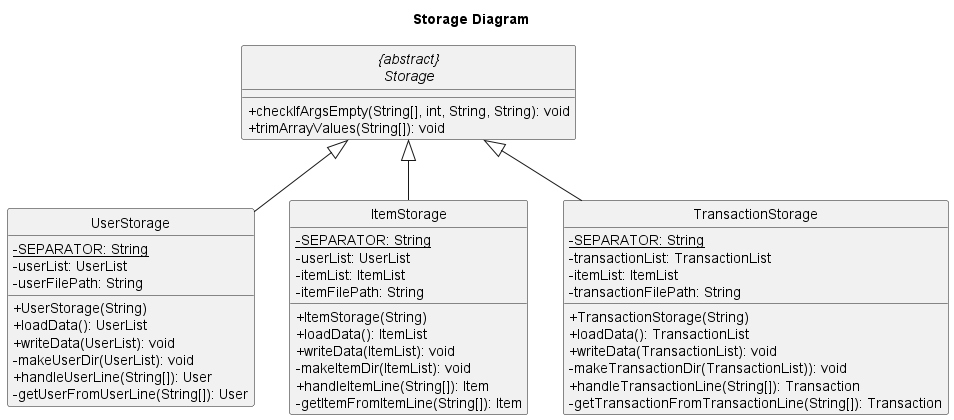 Storage Diagram
{abstract}
Storage
+checkIfArgsEmpty(String[], int, String, String): void
+trimArrayValues(String[]): void
UserStorage
-SEPARATOR: String
-userList: UserList
-userFilePath: String
+UserStorage(String)
+loadData(): UserList
+writeData(UserList): void
-makeUserDir(UserList): void
+handleUserLine(String[]): User
-getUserFromUserLine(String[]): User
ItemStorage
-SEPARATOR: String
-userList: UserList
-itemList: ItemList
-itemFilePath: String
+ItemStorage(String)
+loadData(): ItemList
+writeData(ItemList): void
-makeItemDir(ItemList): void
+handleItemLine(String[]): Item
-getItemFromItemLine(String[]): Item
TransactionStorage
-SEPARATOR: String
-transactionList: TransactionList
-itemList: ItemList
-transactionFilePath: String
+TransactionStorage(String)
+loadData(): TransactionList
+writeData(TransactionList): void
-makeTransactionDir(TransactionList)): void
+handleTransactionLine(String[]): Transaction
-getTransactionFromTransactionLine(String[]): Transaction